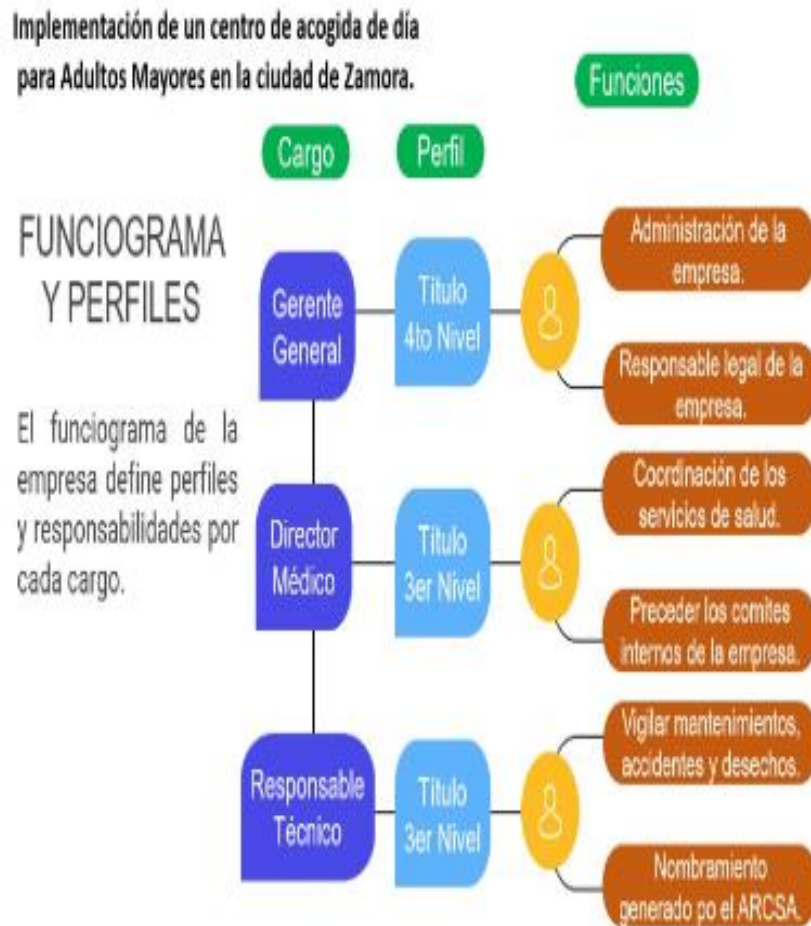 Implementación de un centro de acogida de día
para Adultos Mayores en la ciudad de Zamora.
Funciones
Cargo
Perfil
FUNCIOGRAMA
Y PERFILES
El funciograma de la
empresa define perfiles
y responsabilidades por
cada cargo.
Gerente
General
Título
4to Nivel
Administración de la
empresa.
Responsable legal de la
empresa.
Director
Médico
Título
3er Nivel
Coordinación de los
servicios de salud.
Preceder los comites
internos de la empresa.
Responsable
Técnico
Título
3er Nivel
Vigilar mantenimientos,
accidentes y desechos.
Nombramiento
generado po el ARCSA.